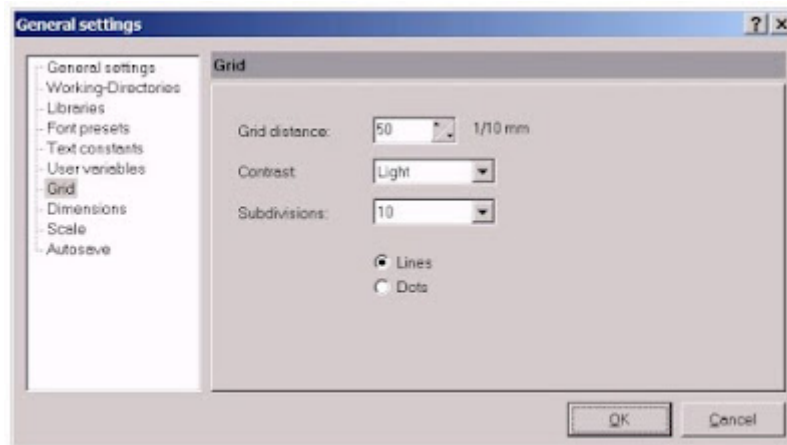 General settings
General settings
Working-Directories
Libraries
Font presets
Text constants
User variables
Grid
Dimensions
Scale
Autosave
Grid
Grid distance: 50 1/10 mm
Contrast: Light
Subdivisions: 10
Lines
Dots
OK Cancel